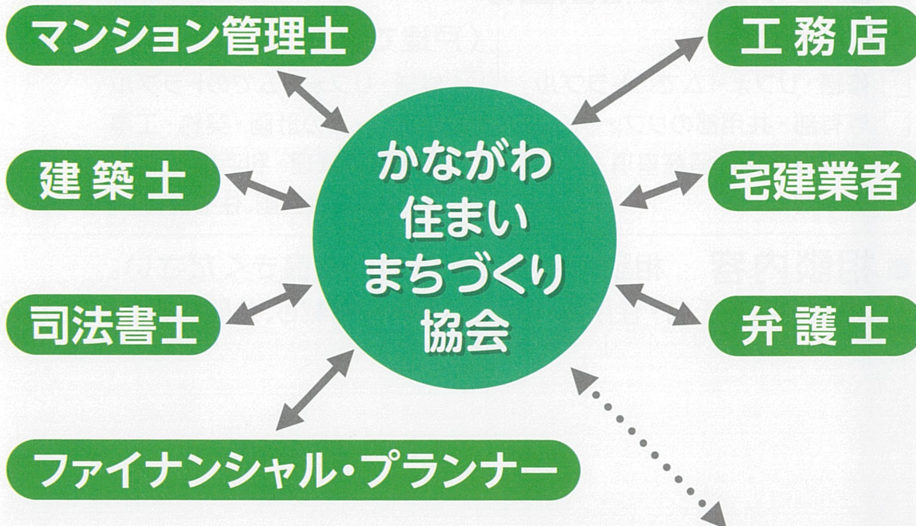 マンション管理士
工務店
かながわ
住まい
まちづくり
協会
建築士
宅建業者
司法書士
弁護士
ファイナンシャル・プランナー